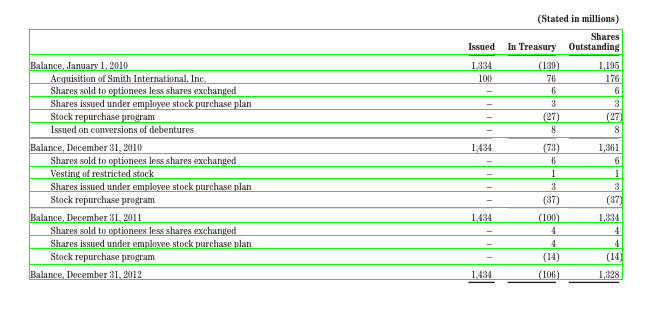 (Stated in millions)
Shares
Issued In Treasury Outstanding
Balance, January 1, 2010 1,334 (139) 1,195
Acquisition of Smith International, Inc. 100 76 176
Shares sold to optionees less shares exchanged – 6 6
Shares issued under employee stock purchase plan – 3 3
Stock repurchase program – (27) (27)
Issued on conversions of debentures – 8 8
Balance, December 31, 2010 1,434 (73) 1,361
Shares sold to optionees less shares exchanged – 6 6
Vesting of restricted stock – 1 1
Shares issued under employee stock purchase plan – 3 3
Stock repurchase program – (37) (37)
Balance, December 31, 2011 1,434 (100) 1,334
Shares sold to optionees less shares exchanged – 4 4
Shares issued under employee stock purchase plan – 4 4
Stock repurchase program – (14) (14)
Balance, December 31, 2012 1,434 (106) 1,328